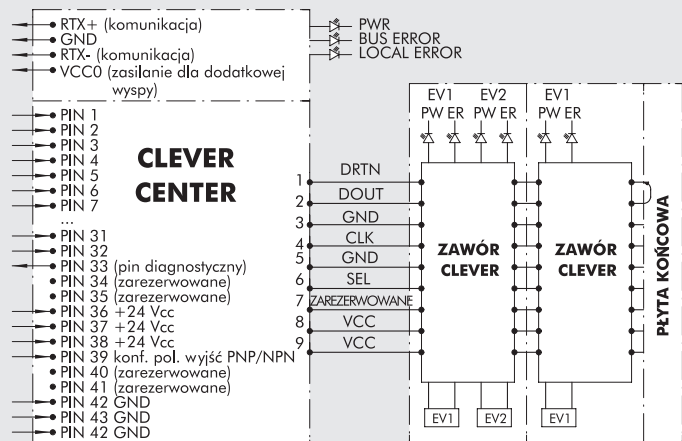 RTX+ (komunikacja)
GND
RTX- (komunikacja)
VCC0 (zasilanie dla dodatkowej
wyspy)
PWR
BUS ERROR
LOCAL ERROR
PIN 1
PIN 2
PIN 3
PIN 4
PIN 5
PIN 6
PIN 7
...
PIN 31
PIN 32
PIN 33 (pin diagnostyczny)
PIN 34 (zarezerwowane)
PIN 35 (zarezerwowane)
PIN 36 +24 Vcc
PIN 37 +24 Vcc
PIN 38 +24 Vcc
PIN 39 konf. pol. wyjść PNP/NPN
PIN 40 (zarezerwowane)
PIN 41 (zarezerwowane)
PIN 42 GND
PIN 43 GND
PIN 42 GND
CLEVER
CENTER
1 DRTN
2 DOUT
3 GND
4 CLK
5 GND
6 SEL
7 ZAREZERWOWANE
8 VCC
9 VCC
EV1 EV2
PW ER PW ER
ZAWÓR
CLEVER
EV1 EV2
EV1
PW ER
ZAWÓR
CLEVER
EV1
PŁYTA KOŃCOWA